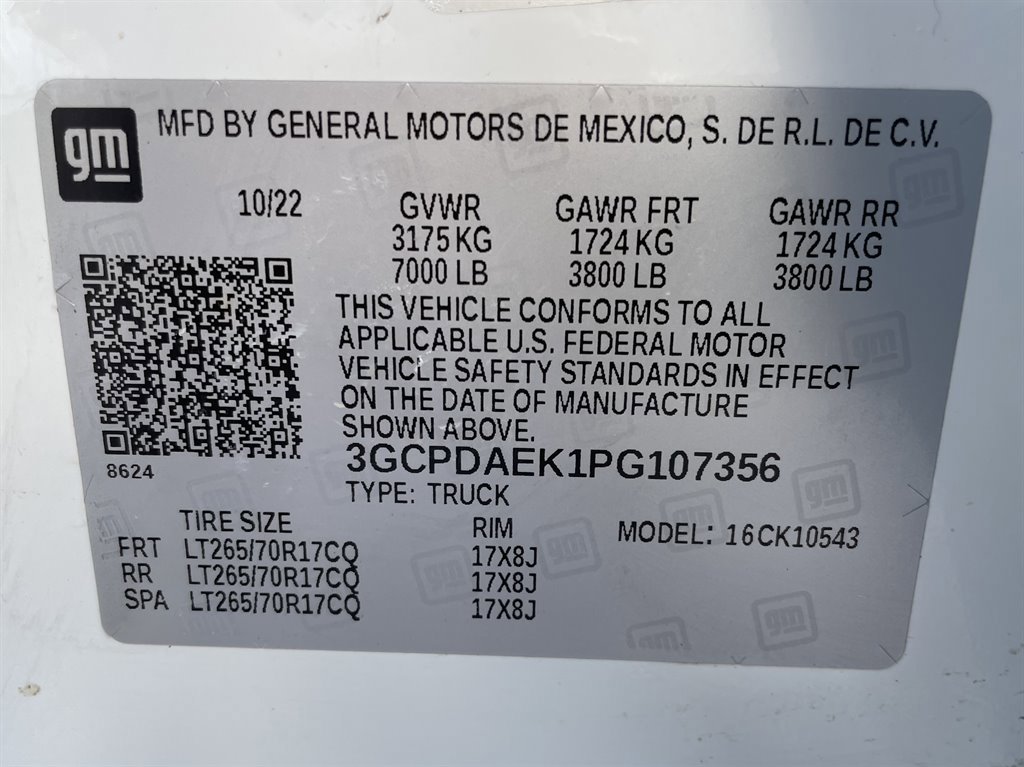 gm MFD BY GENERAL MOTORS DE MEXICO, S. DE R.L. DE C.V.
10/22 GVWR GAWR FRT GAWR RR
3175 KG 1724 KG 1724 KG
7000 LB 3800 LB 3800 LB
THIS VEHICLE CONFORMS TO ALL
APPLICABLE U.S. FEDERAL MOTOR
VEHICLE SAFETY STANDARDS IN EFFECT
ON THE DATE OF MANUFACTURE
SHOWN ABOVE.
8624
3GCPDAEK1PG107356
TYPE: TRUCK
TIRE SIZE RIM MODEL: 16CK10543
FRT LT265/70R17CQ 17X8J
RR LT265/70R17CQ 17X8J
SPA LT265/70R17CQ 17X8J